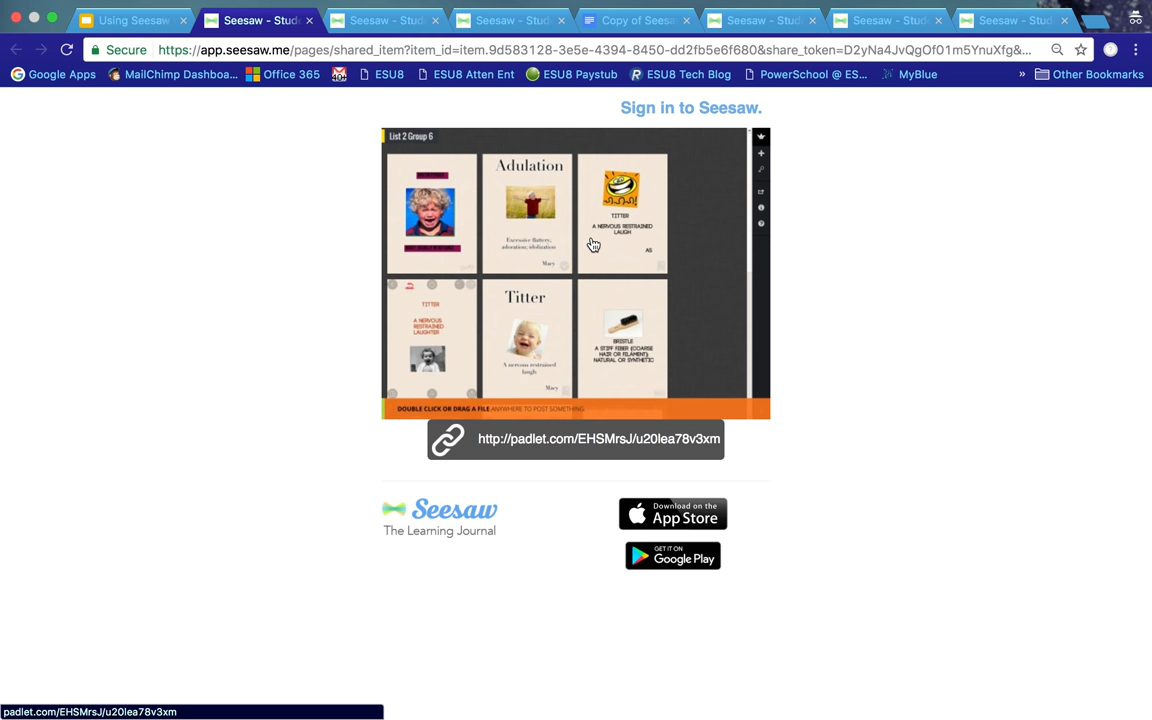 Using Seesaw
Seesaw - Stude
Seesaw - Stud
Seesaw - Stud
Copy of Seesa
Seesaw - Stud
Seesaw - Stud
Seesaw - Stud
Secure
https://app.seesaw.me/pages/shared_item?item_id=item.9d583128-3e5e-4394-8450-dd2fb5e6f680&share_token=D2yNa4JvQgOf01m5YnuXfg&...
Google Apps
MailChimp Dashboa...
Office 365
40+
ESU8
ESU8 Atten Ent
ESU8 Paystub
ESU8 Tech Blog
PowerSchool @ ES...
MyBlue
»
Other Bookmarks
Sign in to Seesaw.
List 2 Group 6
Adulation
Excessive flattery;
adoration; idolization
Macy
TITTER
A NERVOUS RESTRAINED
LAUGH
AS
TITTER
A NERVOUS
RESTRAINED
LAUGHTER
Titter
A nervous restrained
laugh
Macy
BRISTLE
A STIFF FIBER (COARSE
HAIR OR FILAMENT);
NATURAL OR SYNTHETIC
DOUBLE CLICK OR DRAG A FILE ANYWHERE TO POST SOMETHING
http://padlet.com/EHSMrsJ/u20lea78v3xm
Seesaw
The Learning Journal
Download on the
App Store
GET IT ON
Google Play
padlet.com/EHSMrsJ/u20lea78v3xm